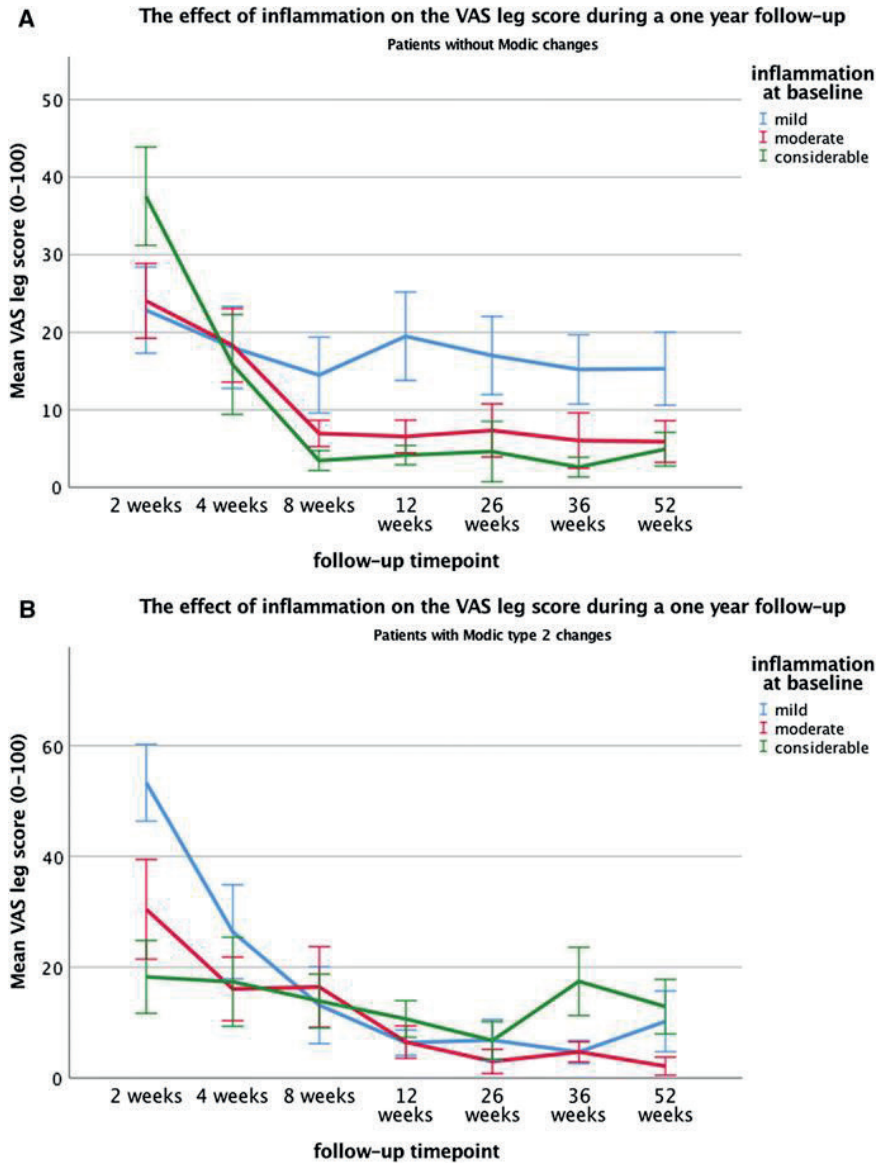 A
The effect of inflammation on the VAS leg score during a one year follow-up
Patients without Modic changes
inflammation
at baseline
mild
moderate
considerable
Mean VAS leg score (0-100)
50
40
30
20
10
0
2 weeks 4 weeks 8 weeks 12 weeks 26 weeks 36 weeks 52 weeks
follow-up timepoint
B
The effect of inflammation on the VAS leg score during a one year follow-up
Patients with Modic type 2 changes
inflammation
at baseline
mild
moderate
considerable
Mean VAS leg score (0-100)
60
40
20
0
2 weeks 4 weeks 8 weeks 12 weeks 26 weeks 36 weeks 52 weeks
follow-up timepoint